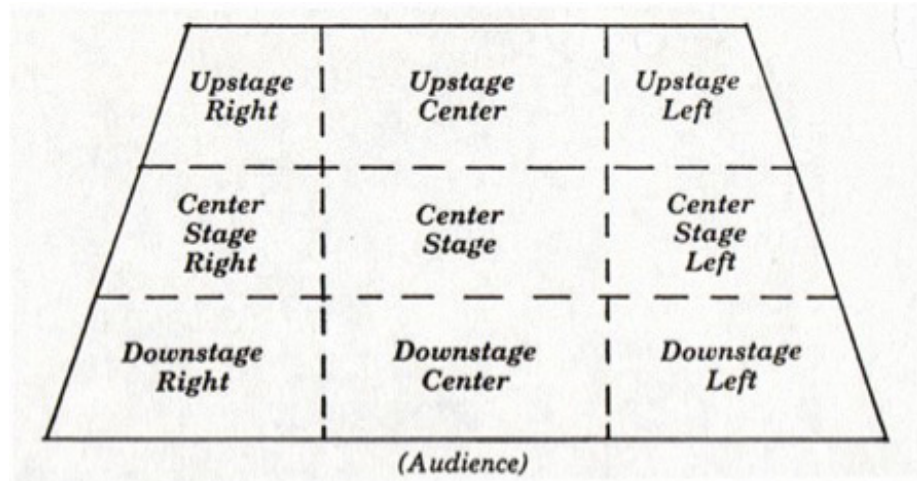 Upstage
Right
Upstage
Center
Upstage
Left
Center
Stage
Right
Center
Stage
Center
Stage
Left
Downstage
Right
Downstage
Center
Downstage
Left
(Audience)